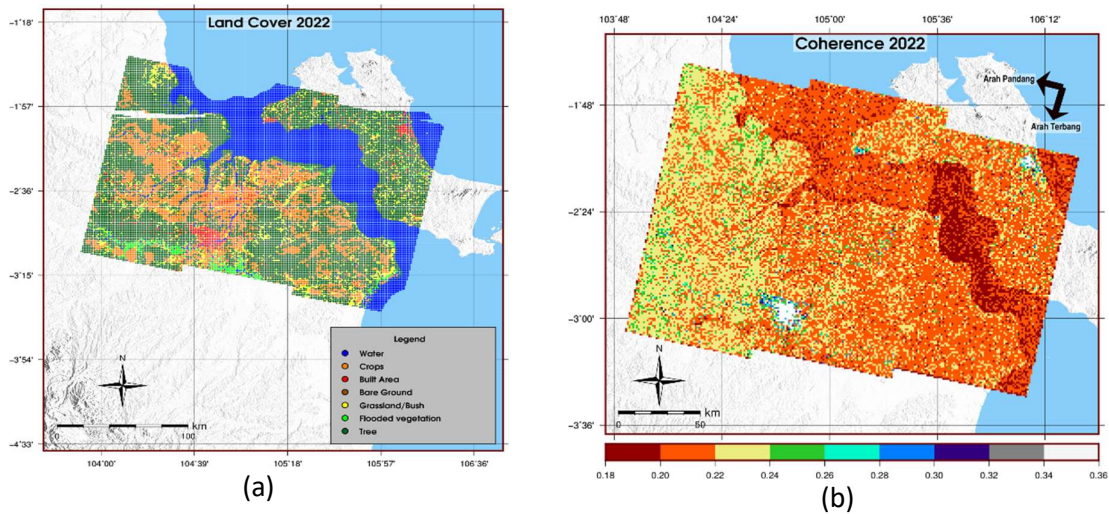 Land Cover 2022
-1°18'
-1°57'
-2°36'
-3°15'
-3°54'
-4°33'
104°00'
104°39'
105°18'
105°57'
106°36'
N
km
0
100
Legend
Water
Crops
Built Area
Bare Ground
Grassland/Bush
Flooded vegetation
Tree
(a)
103°48'
104°24'
105°00'
105°36'
106°12'
Coherence 2022
Arah Pandang
Arah Terbang
-1°48'
-2°24'
-3°00'
-3°36'
N
km
0
50
0.18
0.20
0.22
0.24
0.26
0.28
0.30
0.32
0.34
0.36
(b)